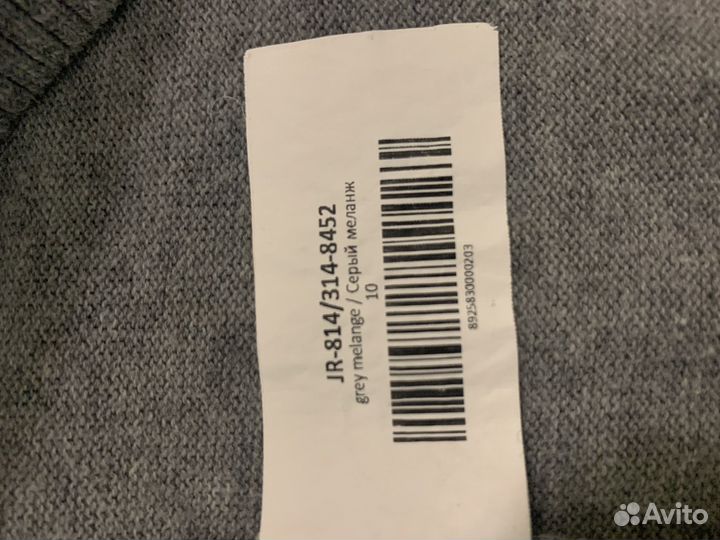 JR-814/314-8452
grey melange / Серый меланж
10
8925830000203
Avito